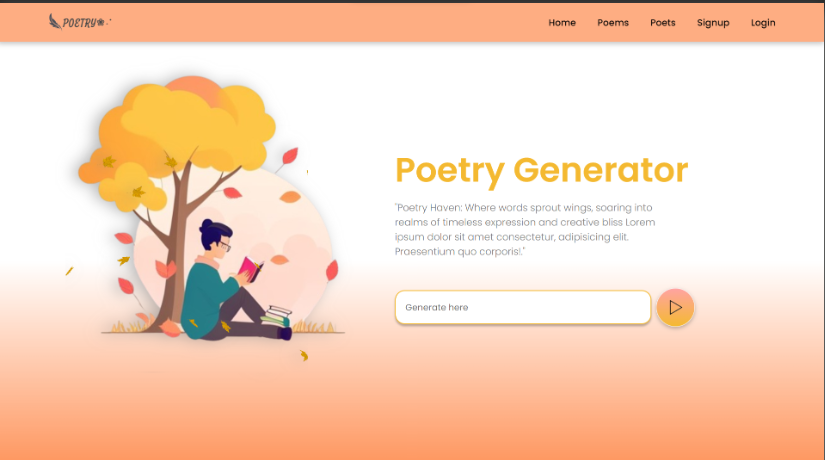 POETRY
Home Poems Poets Signup Login
Poetry Generator
"Poetry Haven: Where words sprout wings, soaring into
realms of timeless expression and creative bliss Lorem
ipsum dolor sit amet consectetur, adipisicing elit.
Praesentium quo corporis!."
Generate here